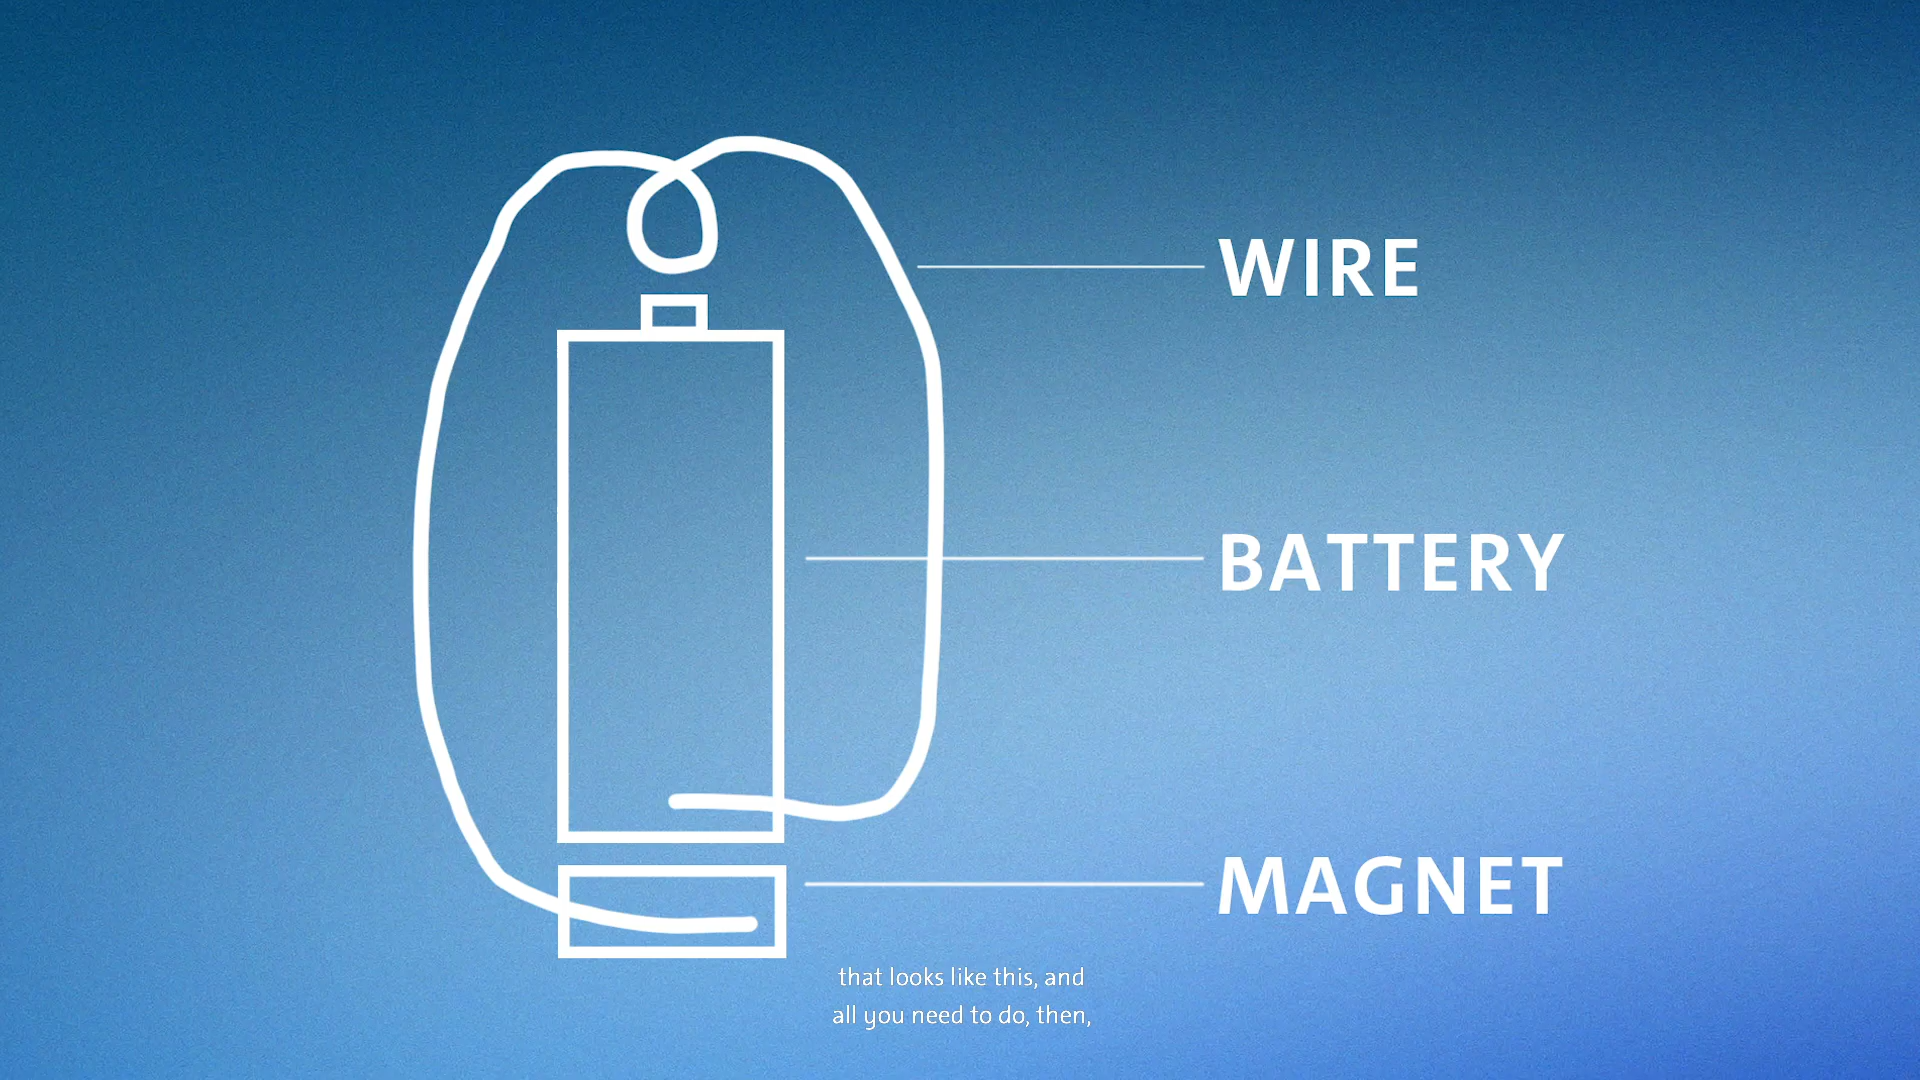 WIRE
BATTERY
MAGNET
that looks like this, and
all you need to do, then,